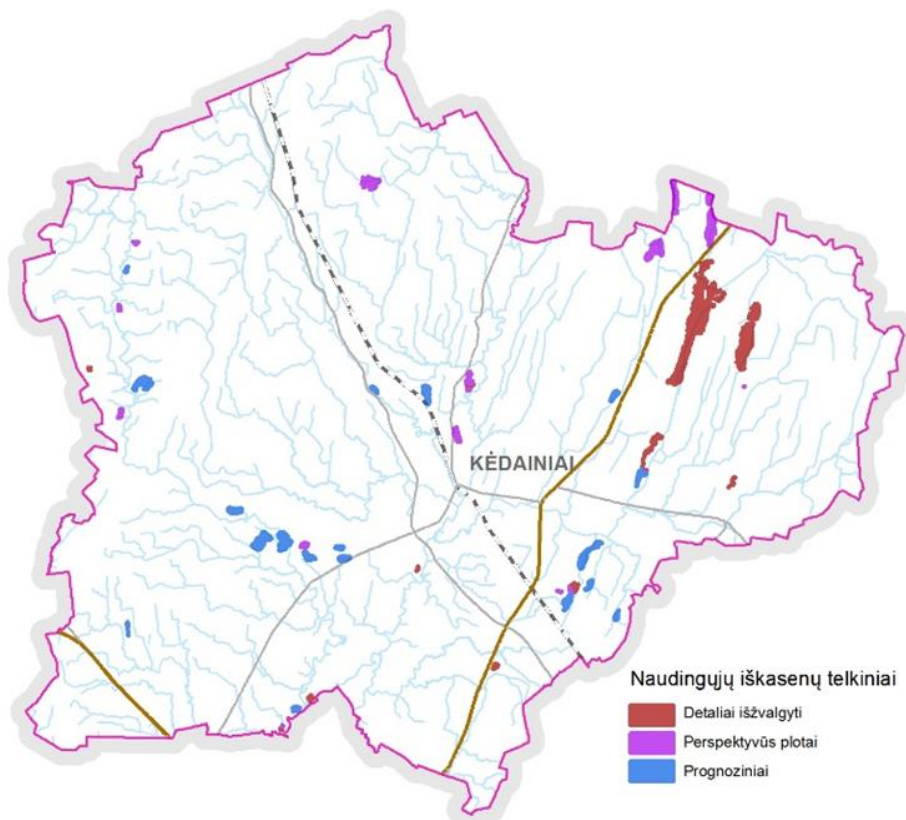 KĖDAINIAI
Naudingųjų iškasenų telkiniai
Detaliai išžvalgyti
Perspektyvūs plotai
Prognoziniai